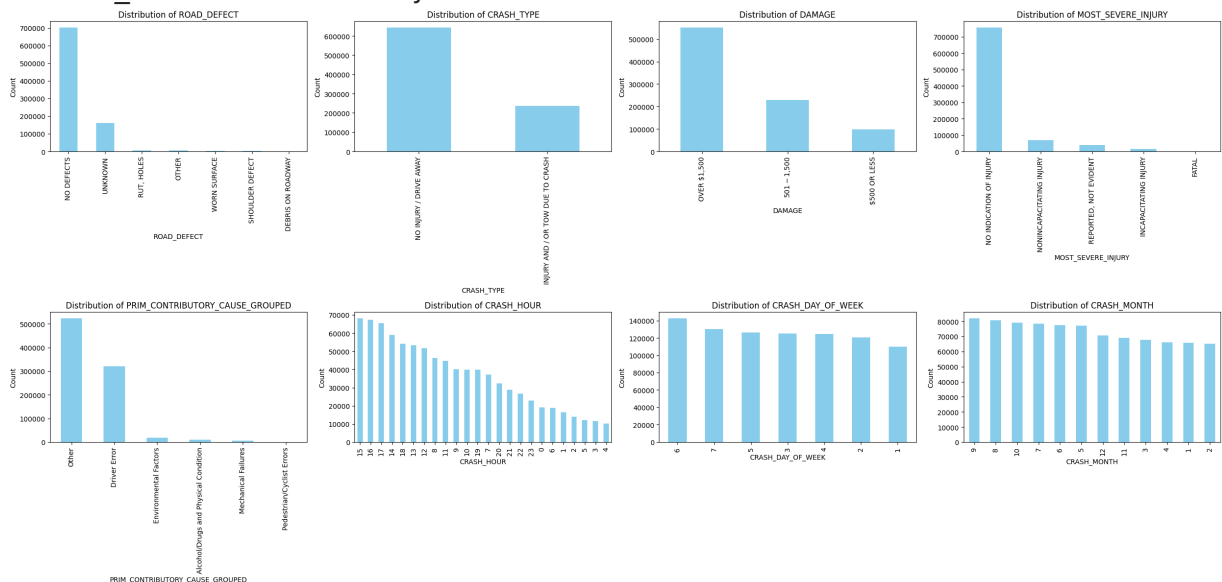 Distribution of ROAD_DEFECT
Count
700000
600000
500000
400000
300000
200000
100000
0
NO DEFECTS
UNKNOWN
RUT, HOLES
OTHER
WORN SURFACE
SHOULDER DEFECT
DEBRIS ON ROADWAY
ROAD_DEFECT
Distribution of CRASH_TYPE
Count
600000
500000
400000
300000
200000
100000
0
NO INJURY / DRIVE AWAY
INJURY AND / OR TOW DUE TO CRASH
CRASH_TYPE
Distribution of DAMAGE
Count
500000
400000
300000
200000
100000
0
OVER $1,500
501 − 1,500
$500 OR LESS
DAMAGE
Distribution of MOST_SEVERE_INJURY
Count
700000
600000
500000
400000
300000
200000
100000
0
NO INDICATION OF INJURY
NONINCAPACITATING INJURY
REPORTED, NOT EVIDENT
INCAPACITATING INJURY
FATAL
MOST_SEVERE_INJURY
Distribution of PRIM_CONTRIBUTORY_CAUSE_GROUPED
Count
500000
400000
300000
200000
100000
0
Other
Driver Error
Environmental Factors
Alcohol/Drugs and Physical Condition
Mechanical Failures
Pedestrian/Cyclist Errors
PRIM_CONTRIBUTORY_CAUSE_GROUPED
Distribution of CRASH_HOUR
Count
70000
60000
50000
40000
30000
20000
10000
0
15 16 17 14 18 13 12 8 11 9 10 19 7 20 21 22 23 0 6 1 2 5 3 4
CRASH_HOUR
Distribution of CRASH_DAY_OF_WEEK
Count
140000
120000
100000
80000
60000
40000
20000
0
6 7 5 3 4 2 1
CRASH_DAY_OF_WEEK
Distribution of CRASH_MONTH
Count
80000
70000
60000
50000
40000
30000
20000
10000
0
9 8 10 7 6 5 12 11 3 4 1 2
CRASH_MONTH